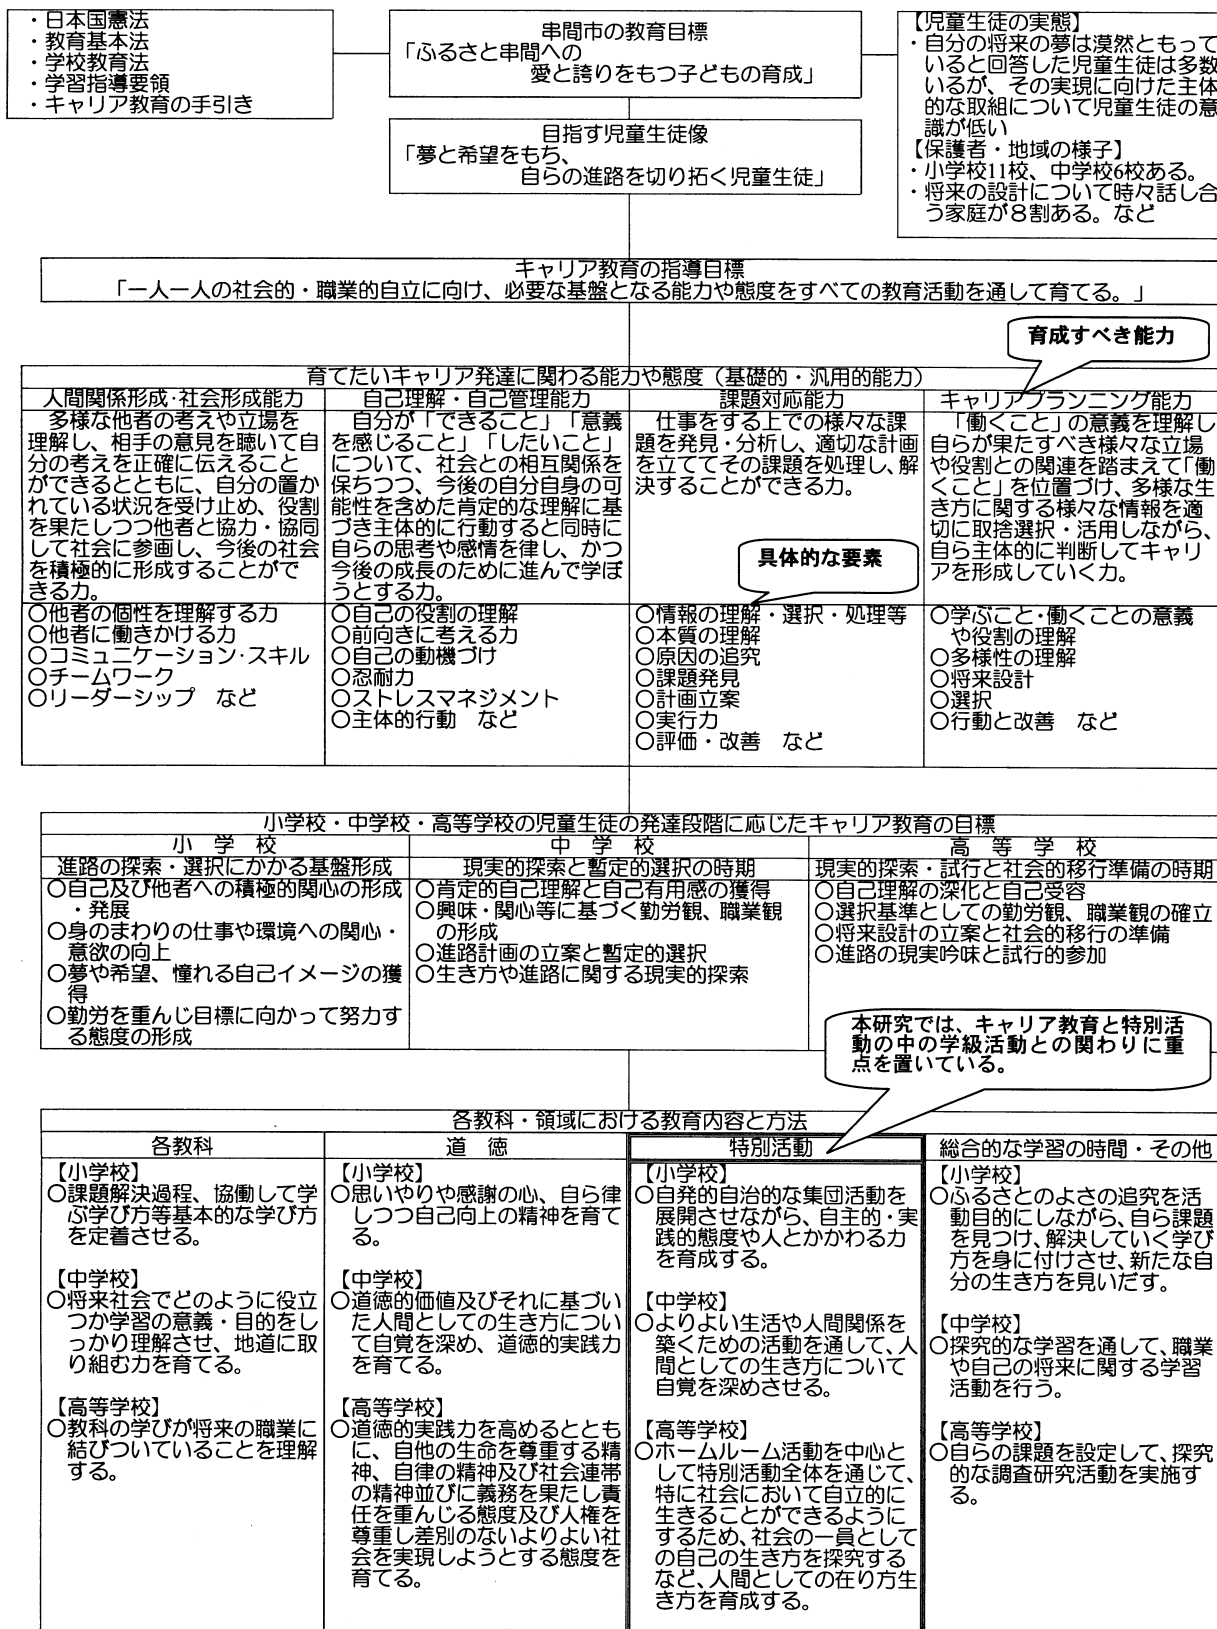 ・日本国憲法
・教育基本法
・学校教育法
・学習指導要領
・キャリア教育の手引き
串間市の教育目標
「ふるさと串間への
愛と誇りをもつ子どもの育成」
目指す児童生徒像
「夢と希望をもち、
自らの進路を切り拓く児童生徒」
【児童生徒の実態】
・自分の将来の夢は漠然ともって
いると回答した児童生徒は多数
いるが、その実現に向けた主体
的な取組について児童生徒の意
識が低い
【保護者・地域の様子】
・小学校11校、中学校6校ある。
・将来の設計について時々話し合
う家庭が８割ある。など
キャリア教育の指導目標
「一人一人の社会的・職業的自立に向け、必要な基盤となる能力や態度をすべての教育活動を通して育てる。」
育成すべき能力
育てたいキャリア発達に関わる能力や態度（基礎的・汎用的能力）
人間関係形成・社会形成能力
多様な他者の考えや立場を
理解し、相手の意見を聴いて自
分の考えを正確に伝えること
ができるとともに、自分の置か
れている状況を受け止め、役割
を果たしつつ他者と協力・協同
して社会に参画し、今後の社会
を積極的に形成することがで
きる力。
○他者の個性を理解する力
○他者に働きかける力
○コミュニケーション・スキル
○チームワーク
○リーダーシップ　など
自己理解・自己管理能力
自分が「できること」「意義
を感じること」「したいこと」
について、社会との相互関係を
保ちつつ、今後の自分自身の可
能性を含めた肯定的な理解に基
づき主体的に行動すると同時に
自らの思考や感情を律し、かつ
今後の成長のために進んで学ぼ
うとする力。
○自己の役割の理解
○前向きに考える力
○自己の動機づけ
○忍耐力
○ストレスマネジメント
○主体的行動　など
課題対応能力
仕事をする上での様々な課
題を発見・分析し、適切な計画
を立ててその課題を処理し、解
決することができる力。
具体的な要素
○情報の理解・選択・処理等
○本質の理解
○原因の追究
○課題発見
○計画立案
○実行力
○評価・改善　など
キャリアプランニング能力
「働くこと」の意義を理解し
自らが果たすべき様々な立場
や役割との関連を踏まえて「働
くこと」を位置づけ、多様な生
き方に関する様々な情報を適
切に取捨選択・活用しながら、
自ら主体的に判断してキャリ
アを形成していく力。
○学ぶこと・働くことの意義
や役割の理解
○多様性の理解
○将来設計
○選択
○行動と改善　など
小学校・中学校・高等学校の児童生徒の発達段階に応じたキャリア教育の目標
小　学　校
進路の探索・選択にかかる基盤形成
○自己及び他者への積極的関心の形成
・発展
○身のまわりの仕事や環境への関心・
意欲の向上
○夢や希望、憧れる自己イメージの獲
得
○勤労を重んじ目標に向かって努力す
る態度の形成
中　学　校
現実的探索と暫定的選択の時期
○肯定的自己理解と自己有用感の獲得
○興味・関心等に基づく勤労観、職業観
の形成
○進路計画の立案と暫定的選択
○生き方や進路に関する現実的探索
高　等　学　校
現実的探索・試行と社会的移行準備の時期
○自己理解の深化と自己受容
○選択基準としての勤労観、職業観の確立
○将来設計の立案と社会的移行の準備
○進路の現実吟味と試行的参加
本研究では、キャリア教育と特別活
動の中の学級活動との関わりに重
点を置いている。
各教科・領域における教育内容と方法
各教科
【小学校】
○課題解決過程、協働して学
ぶ学び方等基本的な学び方
を定着させる。
【中学校】
○将来社会でどのように役立
つか学習の意義・目的をし
っかり理解させ、地道に取
り組む力を育てる。
【高等学校】
○教科の学びが将来の職業に
結びついていることを理解
する。
道　徳
【小学校】
○思いやりや感謝の心、自ら律
しつつ自己向上の精神を育て
る。
【中学校】
○道徳的価値及びそれに基づい
た人間としての生き方につい
て自覚を深め、道徳的実践力
を育てる。
【高等学校】
○道徳的実践力を高めるととも
に、自他の生命を尊重する精
神、自律の精神及び社会連帯
の精神並びに義務を果たし責
任を重んじる態度及び人権を
尊重し差別のないよりよい社
会を実現しようとする態度を
育てる。
特別活動
【小学校】
○自発的自治的な集団活動を
展開させながら、自主的・実
践的態度や人とかかわる力
を育成する。
【中学校】
○よりよい生活や人間関係を
築くための活動を通して、人
間としての生き方について
自覚を深めさせる。
【高等学校】
○ホームルーム活動を中心と
して特別活動全体を通じて、
特に社会において自立的に
生きることができるように
するため、社会の一員として
の自己の生き方を探究する
など、人間としての在り方生
き方を育成する。
総合的な学習の時間・その他
【小学校】
○ふるさとのよさの追究を活
動目的にしながら、自ら課題
を見つけ、解決していく学び
方を身に付けさせ、新たな自
分の生き方を見いだす。
【中学校】
○探究的な学習を通して、職業
や自己の将来に関する学習
活動を行う。
【高等学校】
○自らの課題を設定して、探究
的な調査研究活動を実施す
る。